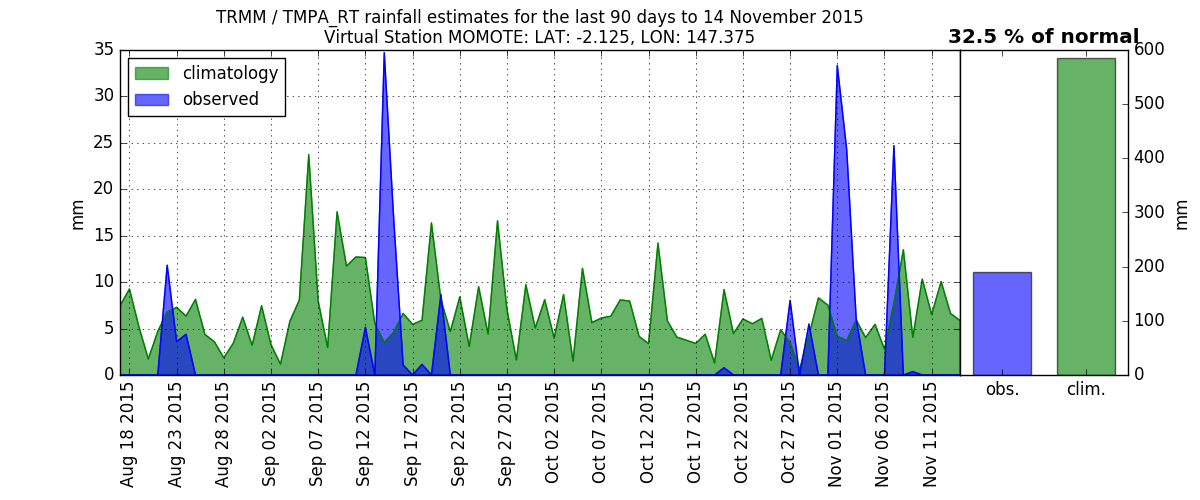 TRMM / TMPA_RT rainfall estimates for the last 90 days to 14 November 2015
Virtual Station MOMOTE: LAT: -2.125, LON: 147.375
32.5 % of normal
climatology
observed
35
30
25
20
15
10
5
0
mm
Aug 18 2015
Aug 23 2015
Aug 28 2015
Sep 02 2015
Sep 07 2015
Sep 12 2015
Sep 17 2015
Sep 22 2015
Sep 27 2015
Oct 02 2015
Oct 07 2015
Oct 12 2015
Oct 17 2015
Oct 22 2015
Oct 27 2015
Nov 01 2015
Nov 06 2015
Nov 11 2015
600
500
400
300
200
100
0
mm
obs.
clim.